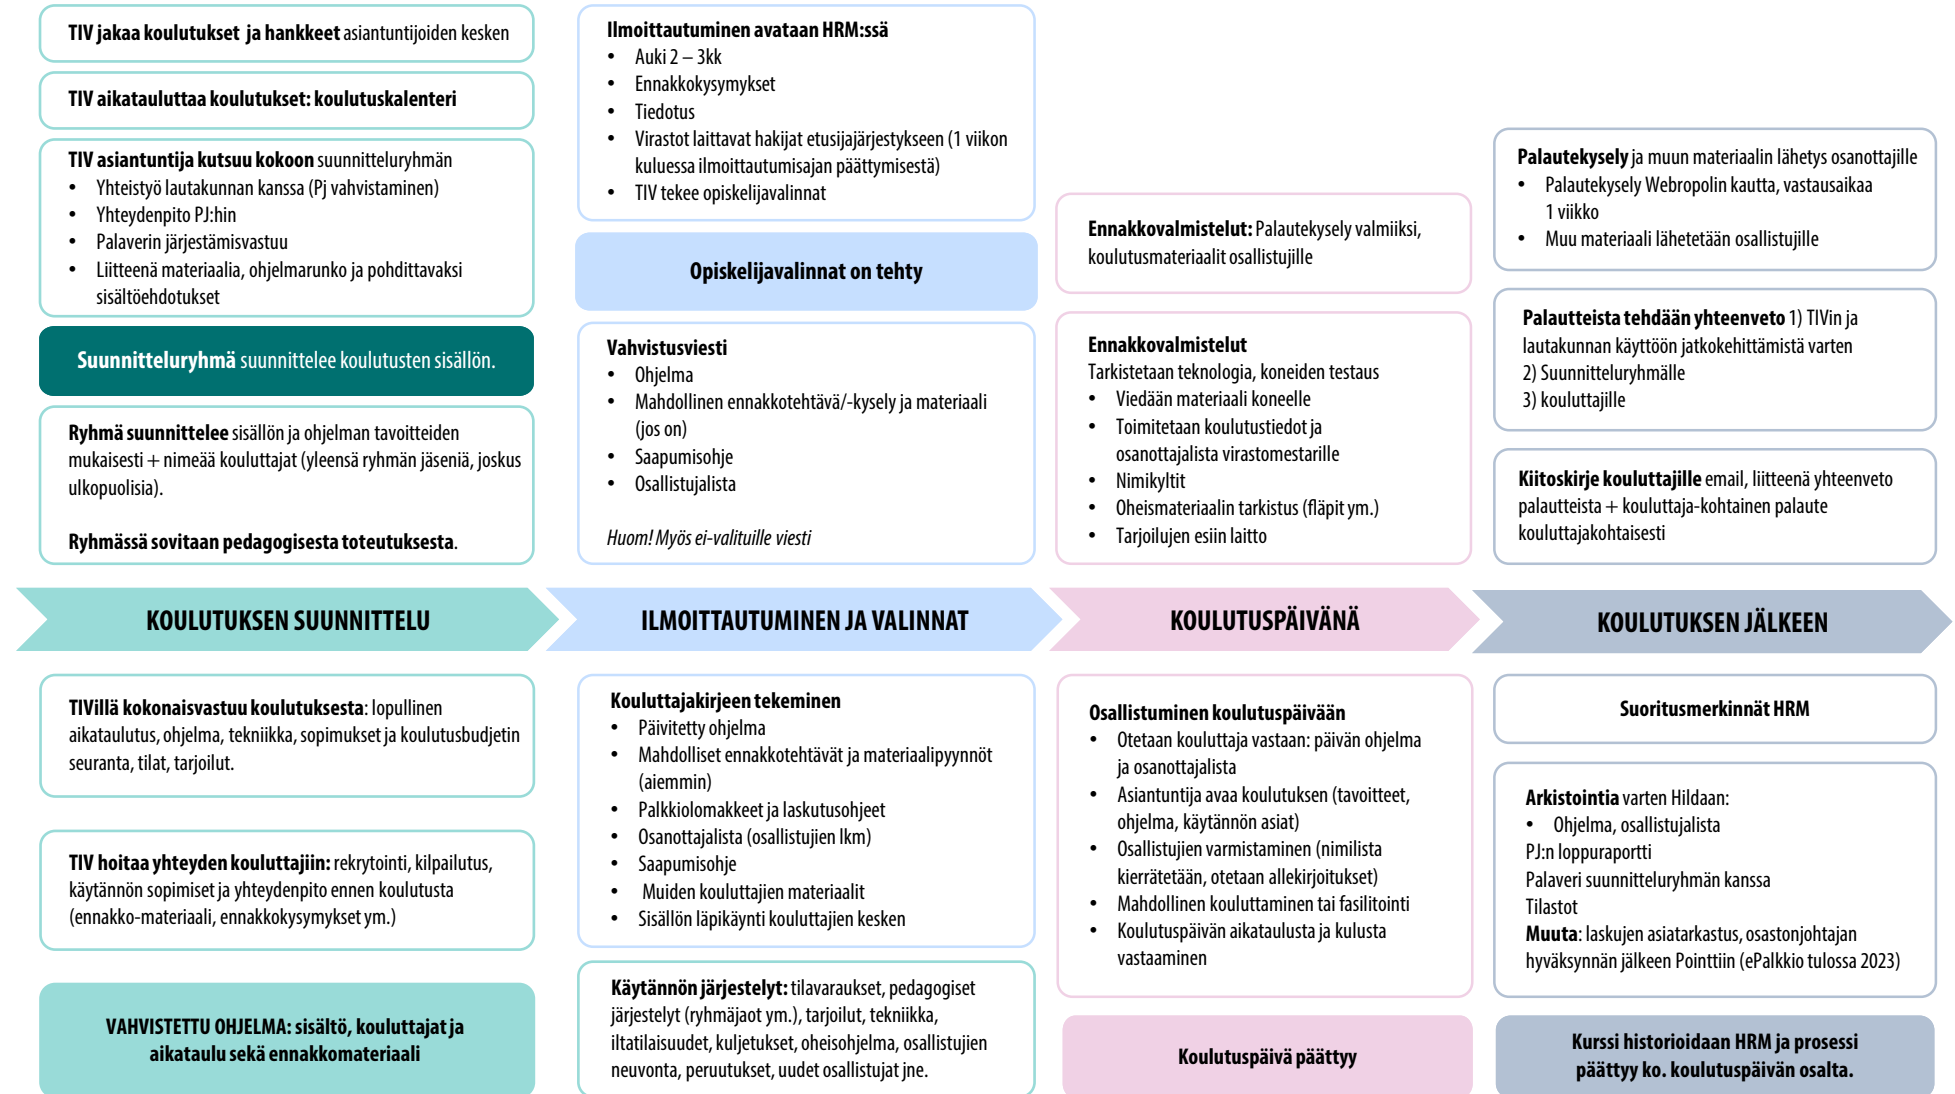 TIV jakaa koulutukset ja hankkeet asiantuntijoiden kesken
TIV aikatauluttaa koulutukset: koulutuskalenteri
TIV asiantuntija kutsuu kokoon suunnitteluryhmän
• Yhteistyö lautakunnan kanssa (Pj vahvistaminen)
• Yhteydenpito PJ:hin
• Palaverin järjestämisvastuu
• Liitteenä materiaalia, ohjelmarunko ja pohdittavaksi
sisältöehdotukset
Suunnitteluryhmä suunnittelee koulutusten sisällön.
Ryhmä suunnittelee sisällön ja ohjelman tavoitteiden
mukaisesti + nimeää kouluttajat (yleensä ryhmän jäseniä, joskus
ulkopuolisia).
Ryhmässä sovitaan pedagogisesta toteutuksesta.
KOULUTUKSEN SUUNNITTELU
TIVillä kokonaisvastuu koulutuksesta: lopullinen
aikataulutus, ohjelma, tekniikka, sopimukset ja koulutusbudjetin
seuranta, tilat, tarjoilut.
TIV hoitaa yhteyden kouluttajiin: rekrytointi, kilpailutus,
käytännön sopimiset ja yhteydenpito ennen koulutusta
(ennakko-materiaali, ennakkokysymykset ym.)
VAHVISTETTU OHJELMA: sisältö, kouluttajat ja
aikataulu sekä ennakkomateriaali
Ilmoittautuminen avataan HRM:ssä
• Auki 2 – 3kk
• Ennakkokysymykset
• Tiedotus
• Virastot laittavat hakijat etusijajärjestykseen (1 viikon
kuluessa ilmoittautumisajan päättymisestä)
• TIV tekee opiskelijavalinnat
Opiskelijavalinnat on tehty
Vahvistusviesti
• Ohjelma
• Mahdollinen ennakkotehtävä/-kysely ja materiaali
(jos on)
• Saapumisohje
• Osallistujalista
Huom! Myös ei-valituille viesti
ILMOITTAUTUMINEN JA VALINNAT
Kouluttajakirjeen tekeminen
• Päivitetty ohjelma
• Mahdolliset ennakkotehtävät ja materiaalipyynnöt
(aiemmin)
• Palkkiolomakkeet ja laskutusohjeet
• Osanottajalista (osallistujien lkm)
• Saapumisohje
• Muiden kouluttajien materiaalit
• Sisällön läpikäynti kouluttajien kesken
Käytännön järjestelyt: tilavaraukset, pedagogiset
järjestelyt (ryhmäjaot ym.), tarjoilut, tekniikka,
iltatilaisuudet, kuljetukset, oheisohjelma, osallistujien
neuvonta, peruutukset, uudet osallistujat jne.
Ennakkovalmistelut: Palautekysely valmiiksi,
koulutusmateriaalit osallistujille
Ennakkovalmistelut
Tarkistetaan teknologia, koneiden testaus
• Viedään materiaali koneelle
• Toimitetaan koulutustiedot ja
osanottajalista virastomestarille
• Nimikyltit
• Oheismateriaalin tarkistus (fläpit ym.)
• Tarjoilujen esiin laitto
KOULUTUSPÄIVÄNÄ
Osallistuminen koulutuspäivään
• Otetaan kouluttaja vastaan: päivän ohjelma
ja osanottajalista
• Asiantuntija avaa koulutuksen (tavoitteet,
ohjelma, käytännön asiat)
• Osallistujien varmistaminen (nimilista
kierrätetään, otetaan allekirjoitukset)
• Mahdollinen kouluttaminen tai fasilitointi
• Koulutuspäivän aikataulusta ja kulusta
vastaaminen
Koulutuspäivä päättyy
Palautekysely ja muun materiaalin lähetys osanottajille
• Palautekysely Webropolin kautta, vastausaikaa
1 viikko
• Muu materiaali lähetetään osallistujille
Palautteista tehdään yhteenveto 1) TIVin ja
lautakunnan käyttöön jatkokehittämistä varten
2) Suunnitteluryhmälle
3) kouluttajille
Kiitoskirje kouluttajille email, liitteenä yhteenveto
palautteista + kouluttaja-kohtainen palaute
kouluttajakohtaisesti
KOULUTUKSEN JÄLKEEN
Suoritusmerkinnät HRM
Arkistointia varten Hildaan:
• Ohjelma, osallistujalista
PJ:n loppuraportti
Palaveri suunnitteluryhmän kanssa
Tilastot
Muuta: laskujen asiatarkastus, osastonjohtajan
hyväksynnän jälkeen Pointtiin (ePalkkio tulossa 2023)
Kurssi historioidaan HRM ja prosessi
päättyy ko. koulutuspäivän osalta.